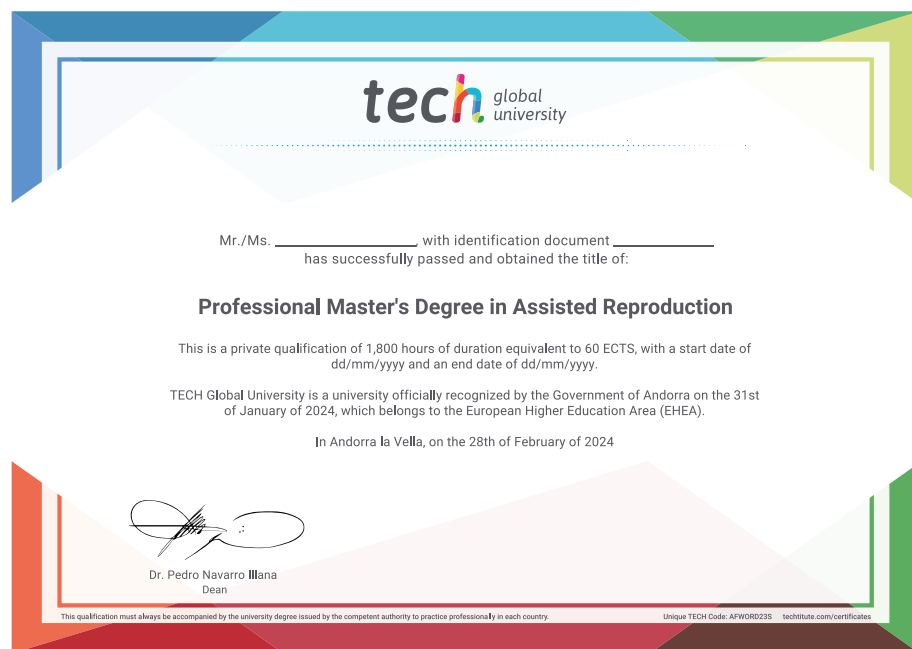 tech global university
Mr./Ms. ____________, with identification document ____________
has successfully passed and obtained the title of:
Professional Master's Degree in Assisted Reproduction
This is a private qualification of 1,800 hours of duration equivalent to 60 ECTS, with a start date of
dd/mm/yyyy and an end date of dd/mm/yyyy.
TECH Global University is a university officially recognized by the Government of Andorra on the 31st
of January of 2024, which belongs to the European Higher Education Area (EHEA).
In Andorra la Vella, on the 28th of February of 2024
Dr. Pedro Navarro Illana
Dean
This qualification must always be accompanied by the university degree issued by the competent authority to practice professionally in each country.
Unique TECH Code: AFWORD23S techtitute.com/certificates